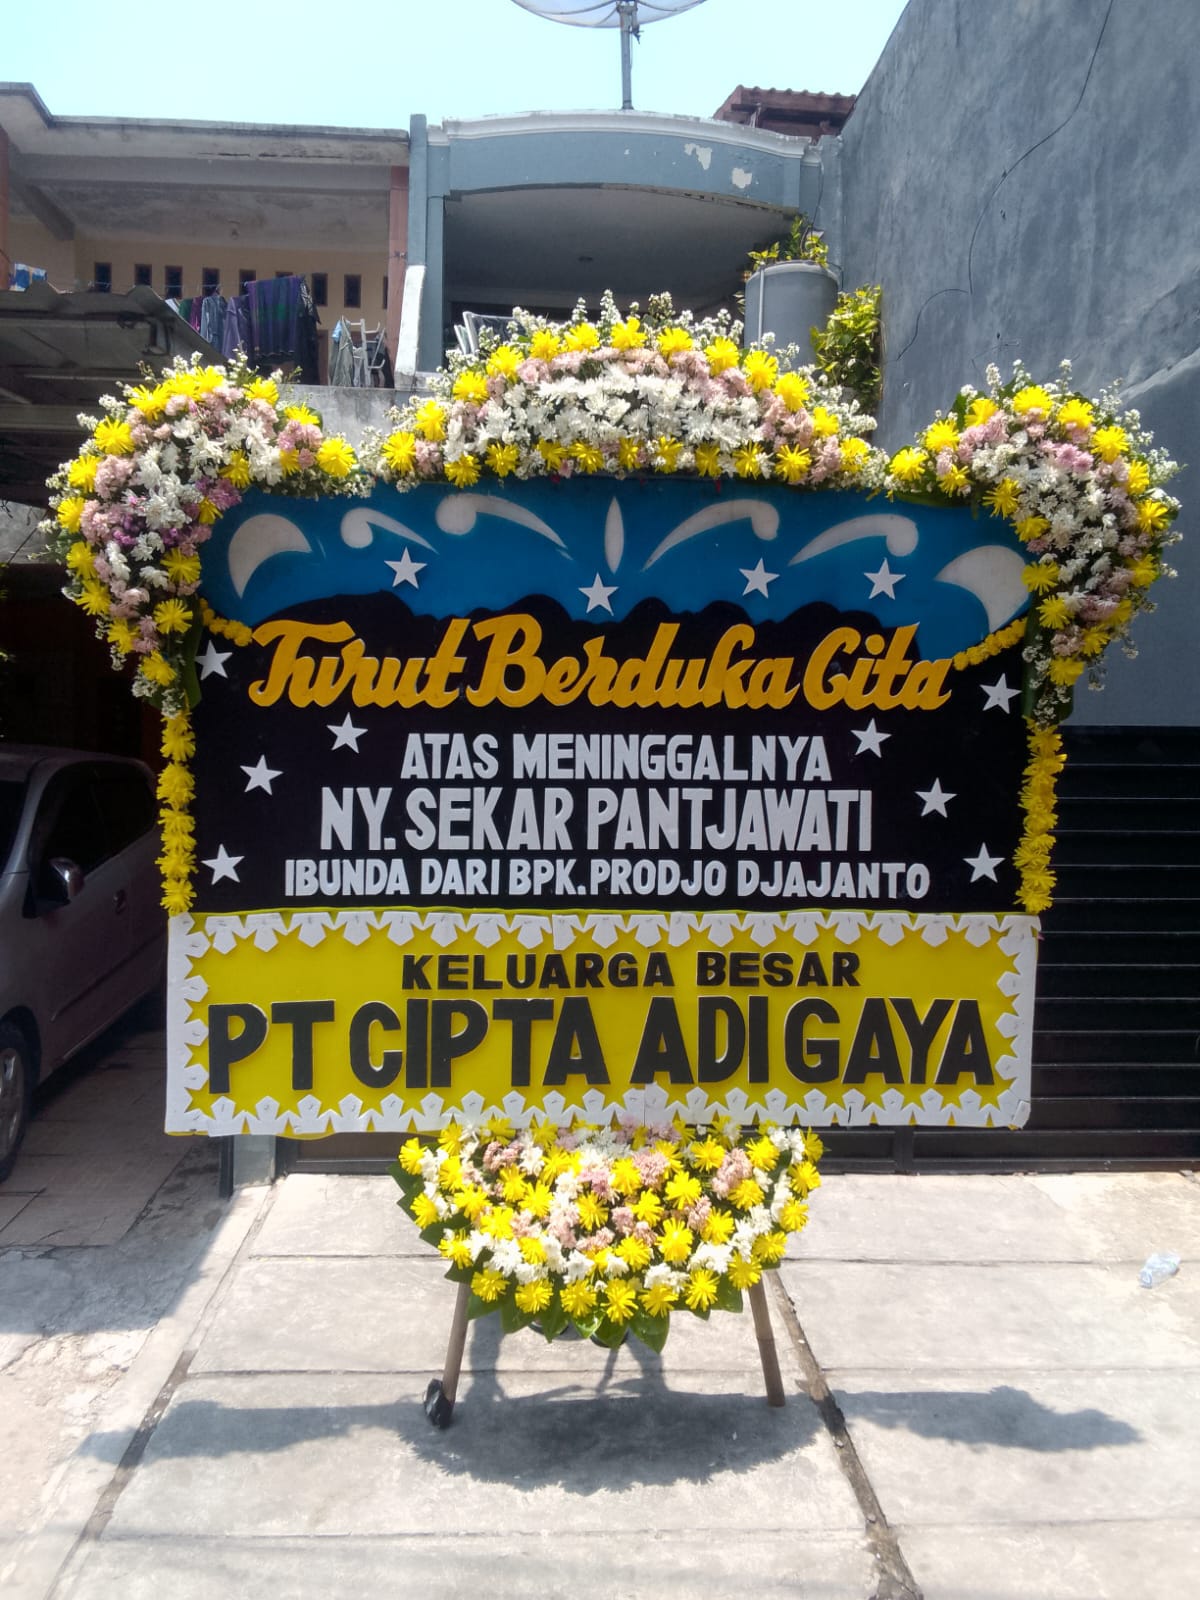 Turut Berduka Cita
ATAS MENINGGALNYA
NY. SEKAR PANTJAWATI
IBUNDA DARI BPK. PRODJO DJAJANTO
KELUARGA BESAR
PT CIPTA ADI GAYA